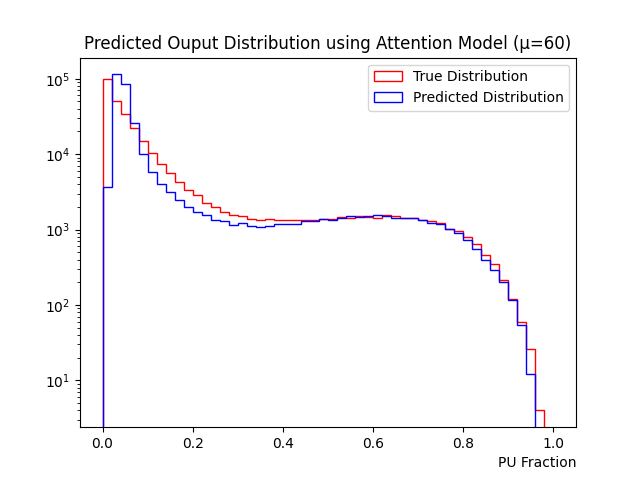 Predicted Ouput Distribution using Attention Model (μ=60)
True Distribution
Predicted Distribution
10^5
10^4
10^3
10^2
10^1
0.0 0.2 0.4 0.6 0.8 1.0
PU Fraction